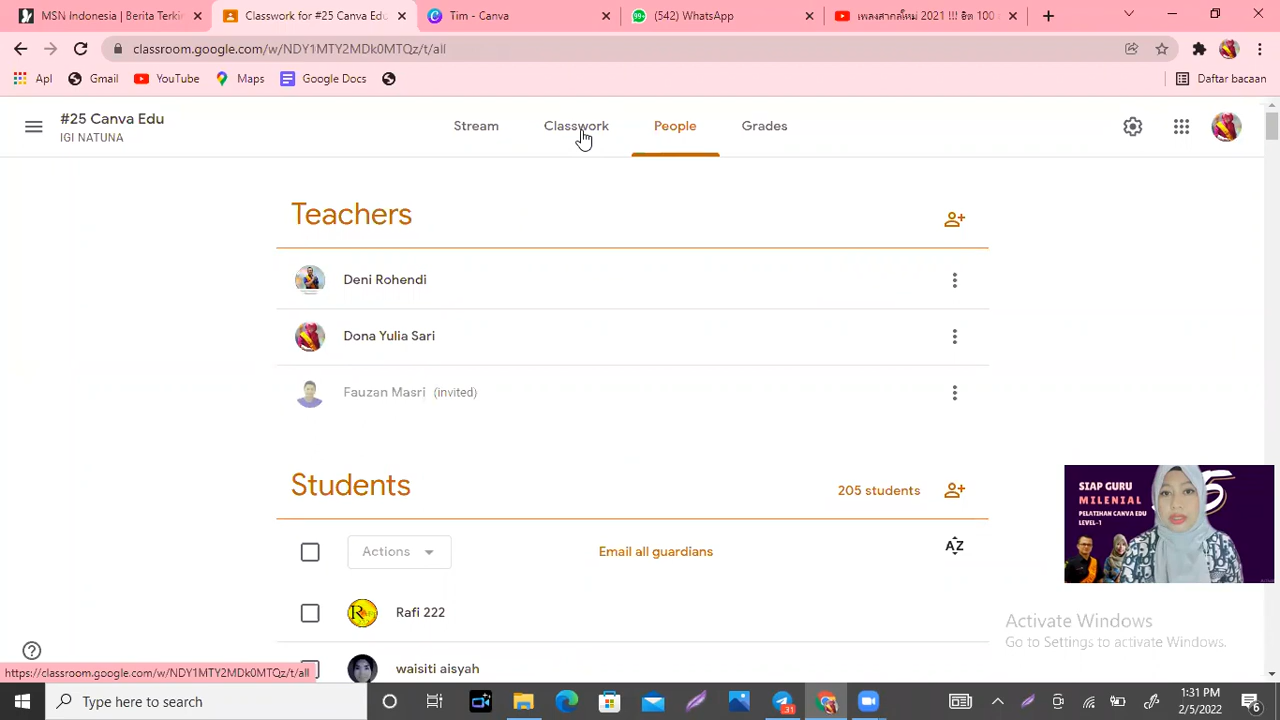 MSN Indonesia | Berita Terkin
Classwork for #25 Canva Edu
Tim - Canva
(542) WhatsApp
เพลงสากลใหม่ 2021 !!! ฮิต 100
classroom.google.com/w/NDY1MTY2MDk0MTQz/t/all
Apl
Gmail
YouTube
Maps
Google Docs
Daftar bacaan
#25 Canva Edu
IGI NATUNA
Stream
Classwork
People
Grades
Teachers
Deni Rohendi
Dona Yulia Sari
Fauzan Masri (invited)
Students
205 students
Actions
Email all guardians
AZ
Rafi 222
waisiti aisyah
SIAP GURU
MILENIAL
PELATIHAN CANVA EDU
LEVEL-1
Activate Windows
Go to Settings to activate Windows.
https://classroom.google.com/w/NDY1MTY2MDk0MTQz/t/all
Type here to search
31
1:31 PM
2/5/2022
6